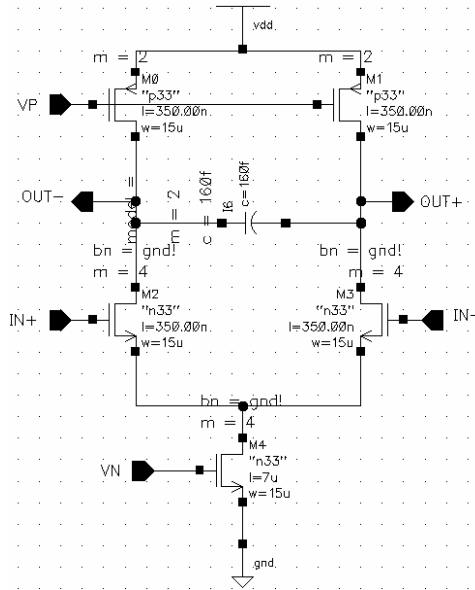 vdd
m = 2
m = 2
M0
M1
"p33"
"p33"
VP
l=350.00n
l=350.00n
w=15u
w=15u
OUT-
OUT+
model =
m = 2
c = 160f
I6
c=160f
bn = gnd!
bn = gnd!
m = 4
m = 4
M2
M3
IN+
"n33"
"n33"
IN-
l=350.00n
l=350.00n
w=15u
w=15u
bn = gnd!
m = 4
M4
VN
"n33"
l=7u
w=15u
gnd